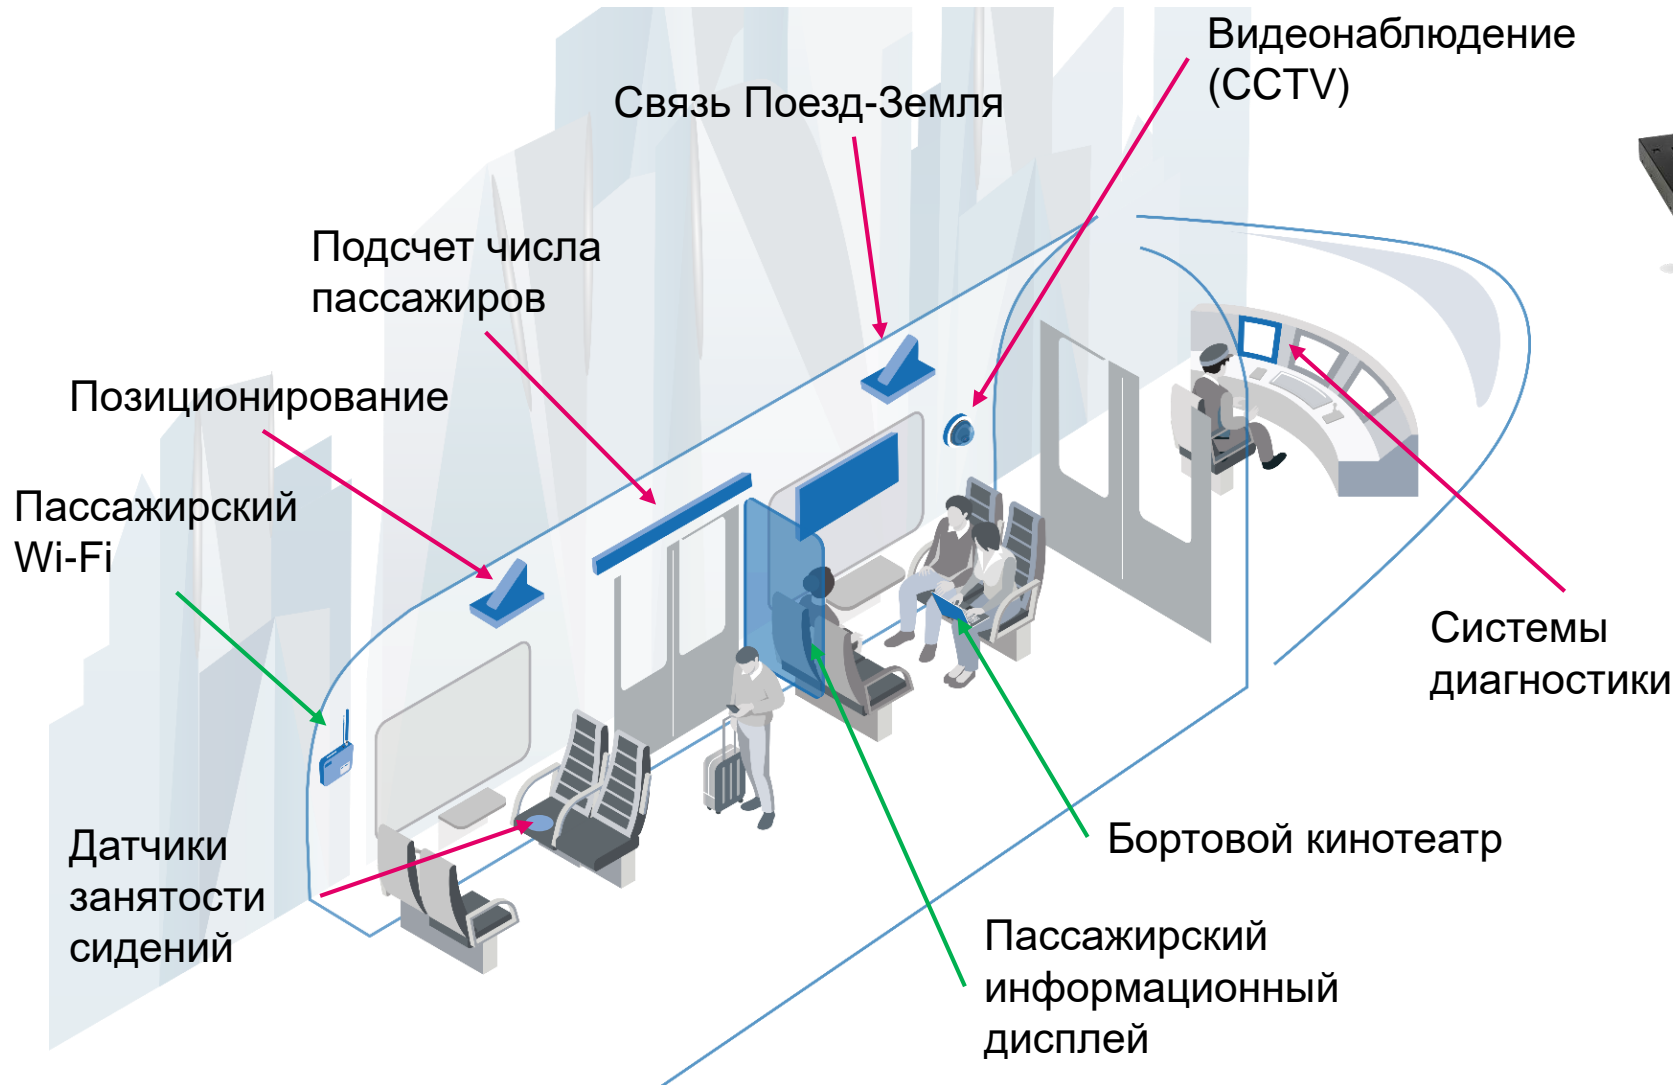 Видеонаблюдение
(CCTV)
Связь Поезд-Земля
Подсчет числа
пассажиров
Позиционирование
Пассажирский
Wi-Fi
Системы
диагностики
Датчики
занятости
сидений
Бортовой кинотеатр
Пассажирский
информационный
дисплей